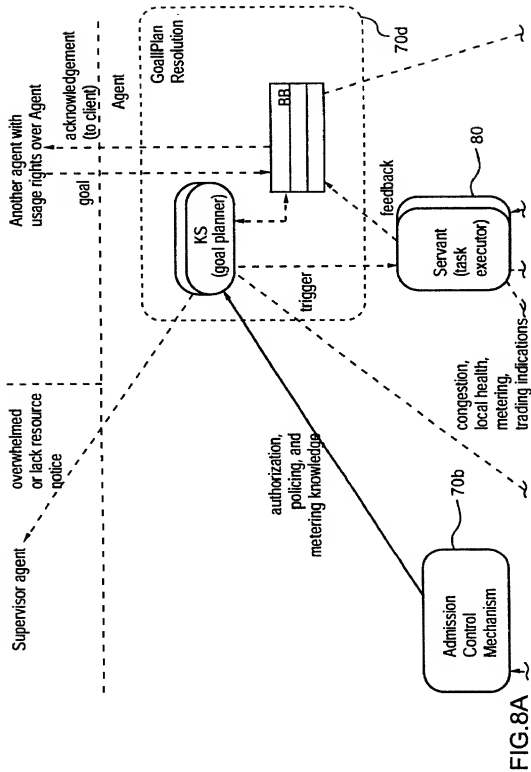 Supervisor agent
overwhelmed
or lack resource
notice
Another agent with
usage rights over Agent
goal
acknowledgement
(to client)
Agent
GoallPlan
Resolution
70d
KS
(goal planner)
BB
trigger
feedback
80
Servant
(task
executor)
authorization,
policing, and
metering knowledge
congestion,
local health,
metering,
trading indications
70b
Admission
Control
Mechanism
FIG.8A